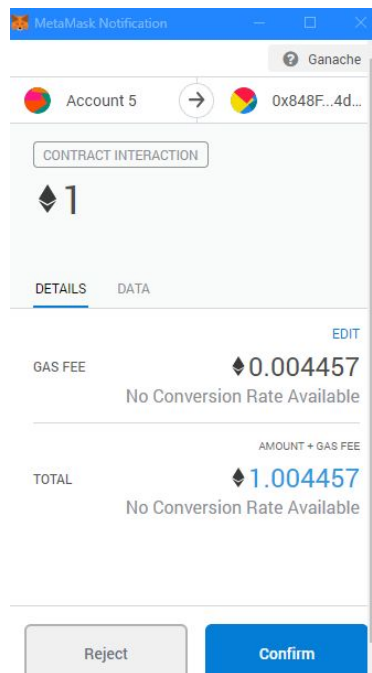 MetaMask Notification
Ganache
Account 5
0x848F...4d...
CONTRACT INTERACTION
1
DETAILS DATA
EDIT
GAS FEE
0.004457
No Conversion Rate Available
AMOUNT + GAS FEE
TOTAL
1.004457
No Conversion Rate Available
Reject Confirm